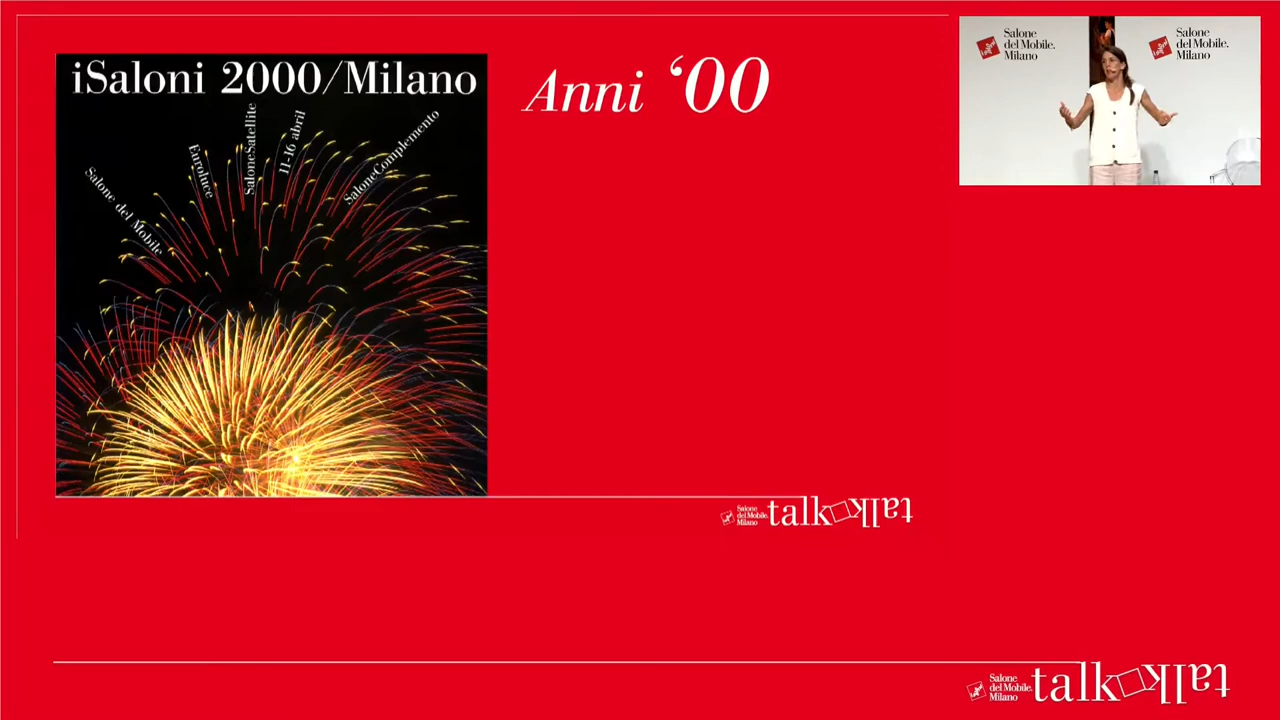 iSaloni 2000/Milano
Salone del Mobile
Euroluce
SaloneSatellite
11-16 abril
SaloneComplemento
Anni ‘00
Salone
del Mobile.
Milano
talk talk
Salone
del Mobile.
Milano
Salone
del Mobile.
Milano
Salone
del Mobile.
Milano
talk talk